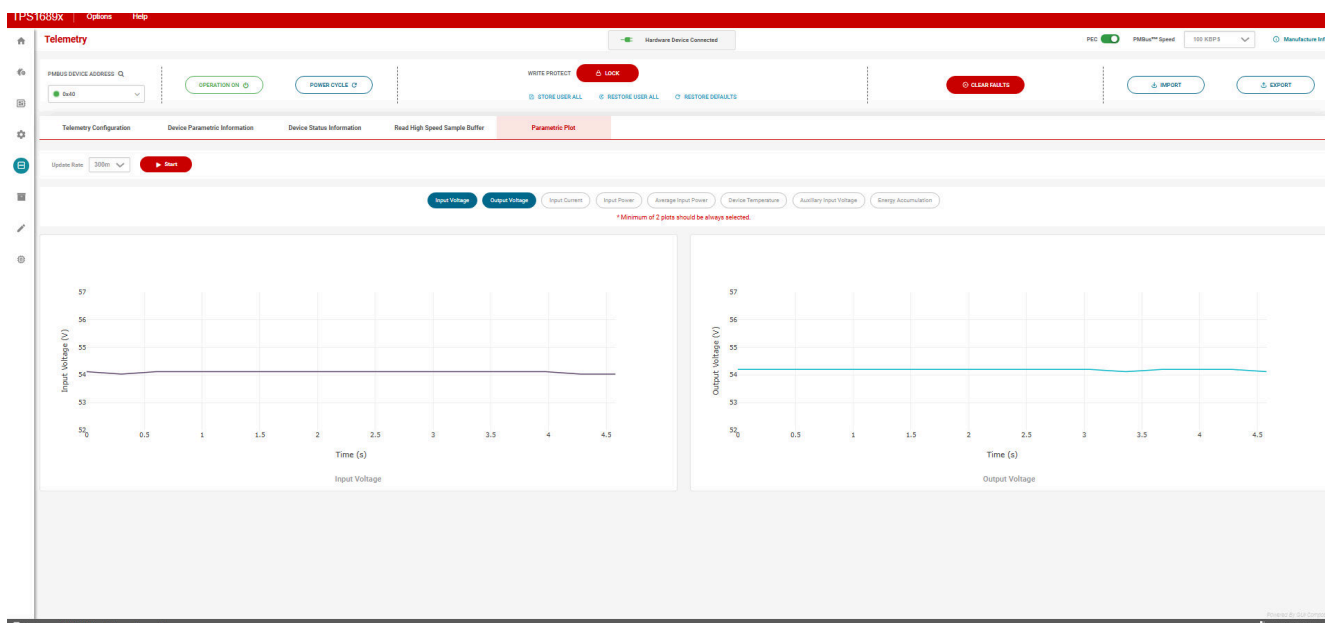 TPS1689x | Options Help
Telemetry
Hardware Device Connected
PEC
PMBus™ Speed
100 KBPS
Manufacture Inf
PMBUS DEVICE ADDRESS
0x40
OPERATION ON
POWER CYCLE
WRITE PROTECT
LOCK
STORE USER ALL
RESTORE USER ALL
RESTORE DEFAULTS
CLEAR FAULTS
IMPORT
EXPORT
Telemetry Configuration
Device Parametric Information
Device Status Information
Read High Speed Sample Buffer
Parametric Plot
Update Rate
300m
Start
Input Voltage
Output Voltage
Input Current
Input Power
Average Input Power
Device Temperature
Auxiliary Input Voltage
Energy Accumulation
* Minimum of 2 plots should be always selected.
57
56
55
54
53
52
Input Voltage (V)
0 0.5 1 1.5 2 2.5 3 3.5 4 4.5
Time (s)
Input Voltage
57
56
55
54
53
52
Output Voltage (V)
0 0.5 1 1.5 2 2.5 3 3.5 4 4.5
Time (s)
Output Voltage
Powered By GUI Compos